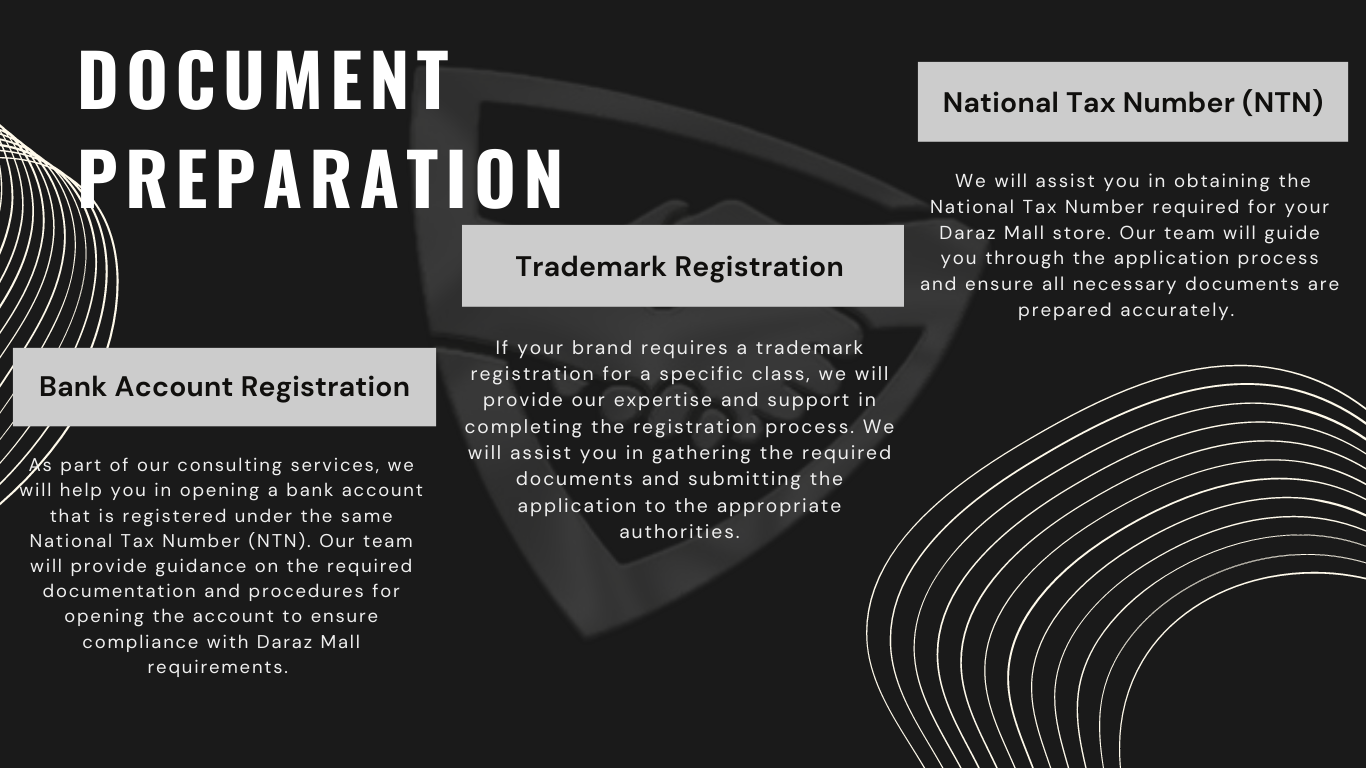 DOCUMENT
PREPARATION
Bank Account Registration
As part of our consulting services, we
will help you in opening a bank account
that is registered under the same
National Tax Number (NTN). Our team
will provide guidance on the required
documentation and procedures for
opening the account to ensure
compliance with Daraz Mall
requirements.
Trademark Registration
If your brand requires a trademark
registration for a specific class, we will
provide our expertise and support in
completing the registration process. We
will assist you in gathering the required
documents and submitting the
application to the appropriate
authorities.
National Tax Number (NTN)
We will assist you in obtaining the
National Tax Number required for your
Daraz Mall store. Our team will guide
you through the application process
and ensure all necessary documents are
prepared accurately.